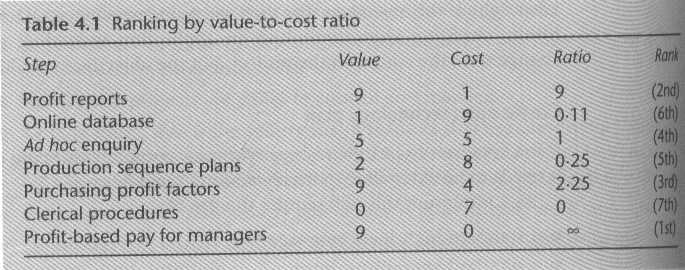 Table 4.1 Ranking by value-to-cost ratio
Step Value Cost Ratio Rank
Profit reports 9 1 9 (2nd)
Online database 1 9 0·11 (6th)
Ad hoc enquiry 5 5 1 (4th)
Production sequence plans 2 8 0·25 (5th)
Purchasing profit factors 9 4 2·25 (3rd)
Clerical procedures 0 7 0 (7th)
Profit-based pay for managers 9 0 ∞ (1st)